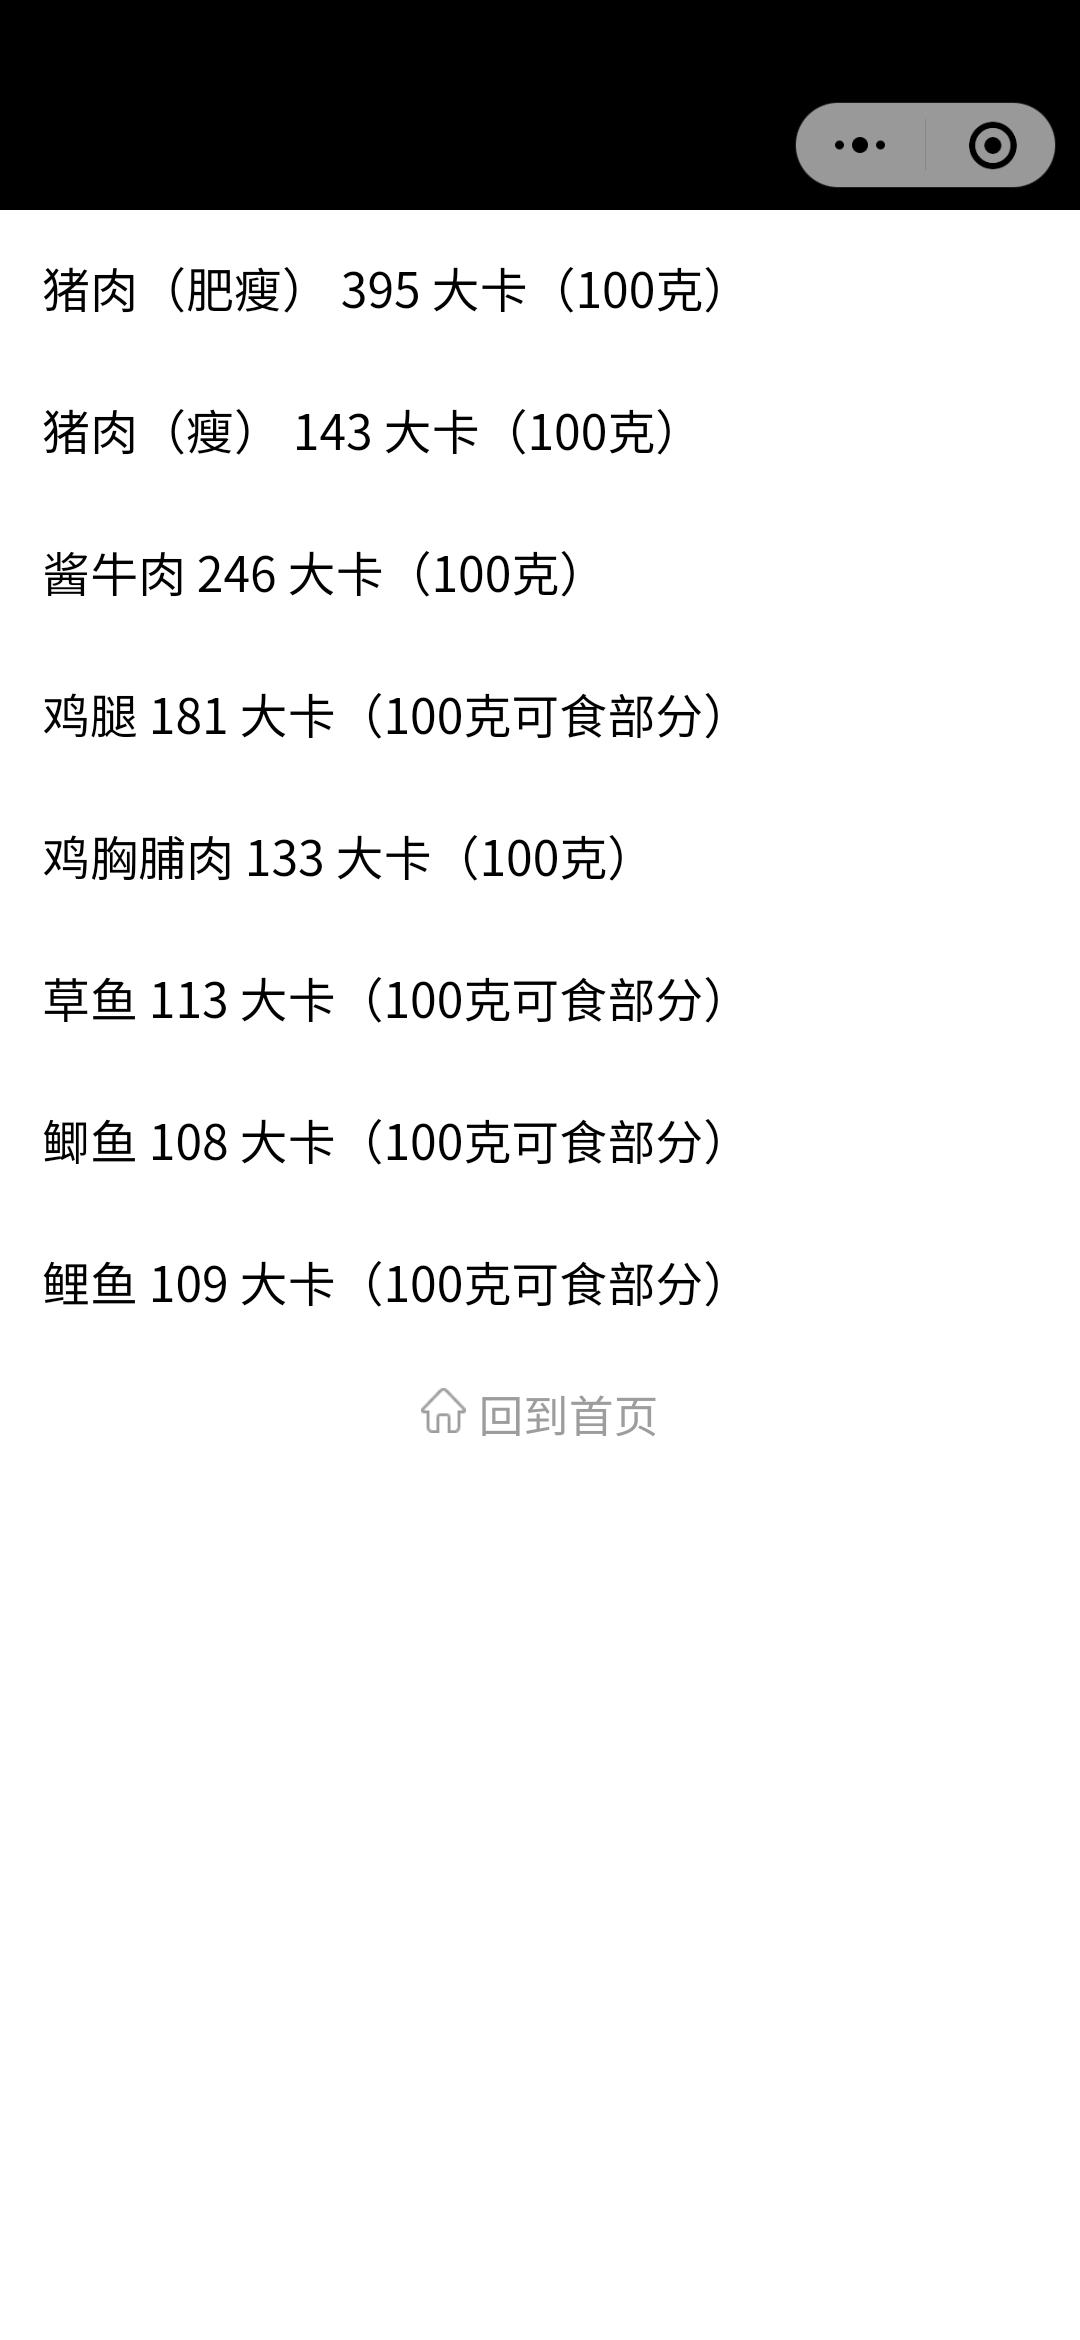 猪肉（肥瘦） 395 大卡（100克）
猪肉（瘦） 143 大卡（100克）
酱牛肉 246 大卡（100克）
鸡腿 181 大卡（100克可食部分）
鸡胸脯肉 133 大卡（100克）
草鱼 113 大卡（100克可食部分）
鲫鱼 108 大卡（100克可食部分）
鲤鱼 109 大卡（100克可食部分）
回到首页